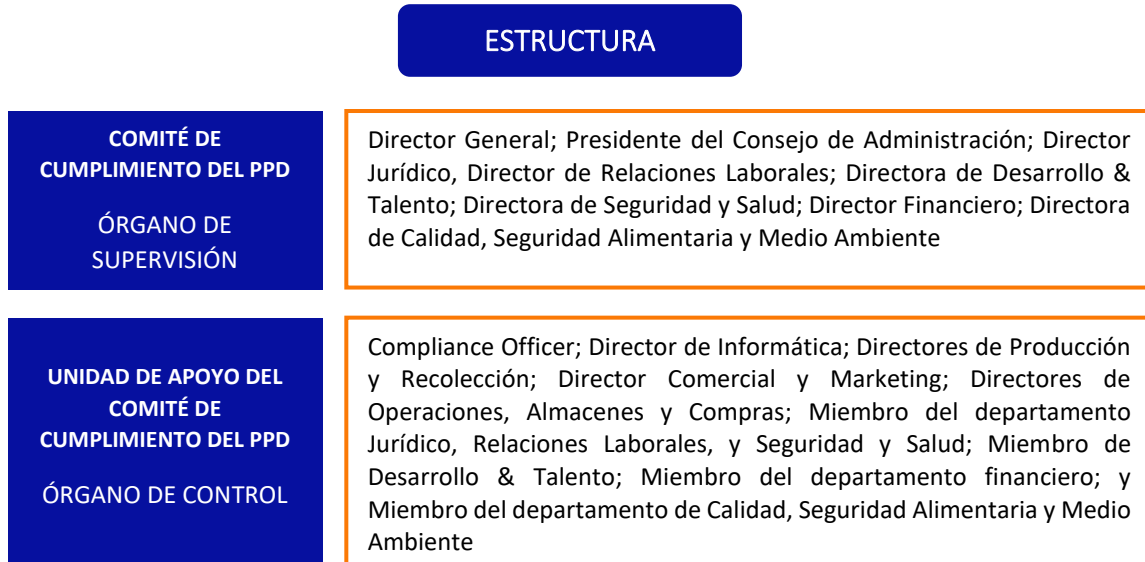 ESTRUCTURA
COMITÉ DE
CUMPLIMIENTO DEL PPD
ÓRGANO DE
SUPERVISIÓN
Director General; Presidente del Consejo de Administración; Director
Jurídico, Director de Relaciones Laborales; Directora de Desarrollo &
Talento; Directora de Seguridad y Salud; Director Financiero; Directora
de Calidad, Seguridad Alimentaria y Medio Ambiente
UNIDAD DE APOYO DEL
COMITÉ DE
CUMPLIMIENTO DEL PPD
ÓRGANO DE CONTROL
Compliance Officer; Director de Informática; Directores de Producción
y Recolección; Director Comercial y Marketing; Directores de
Operaciones, Almacenes y Compras; Miembro del departamento
Jurídico, Relaciones Laborales, y Seguridad y Salud; Miembro de
Desarrollo & Talento; Miembro del departamento financiero; y
Miembro del departamento de Calidad, Seguridad Alimentaria y Medio
Ambiente